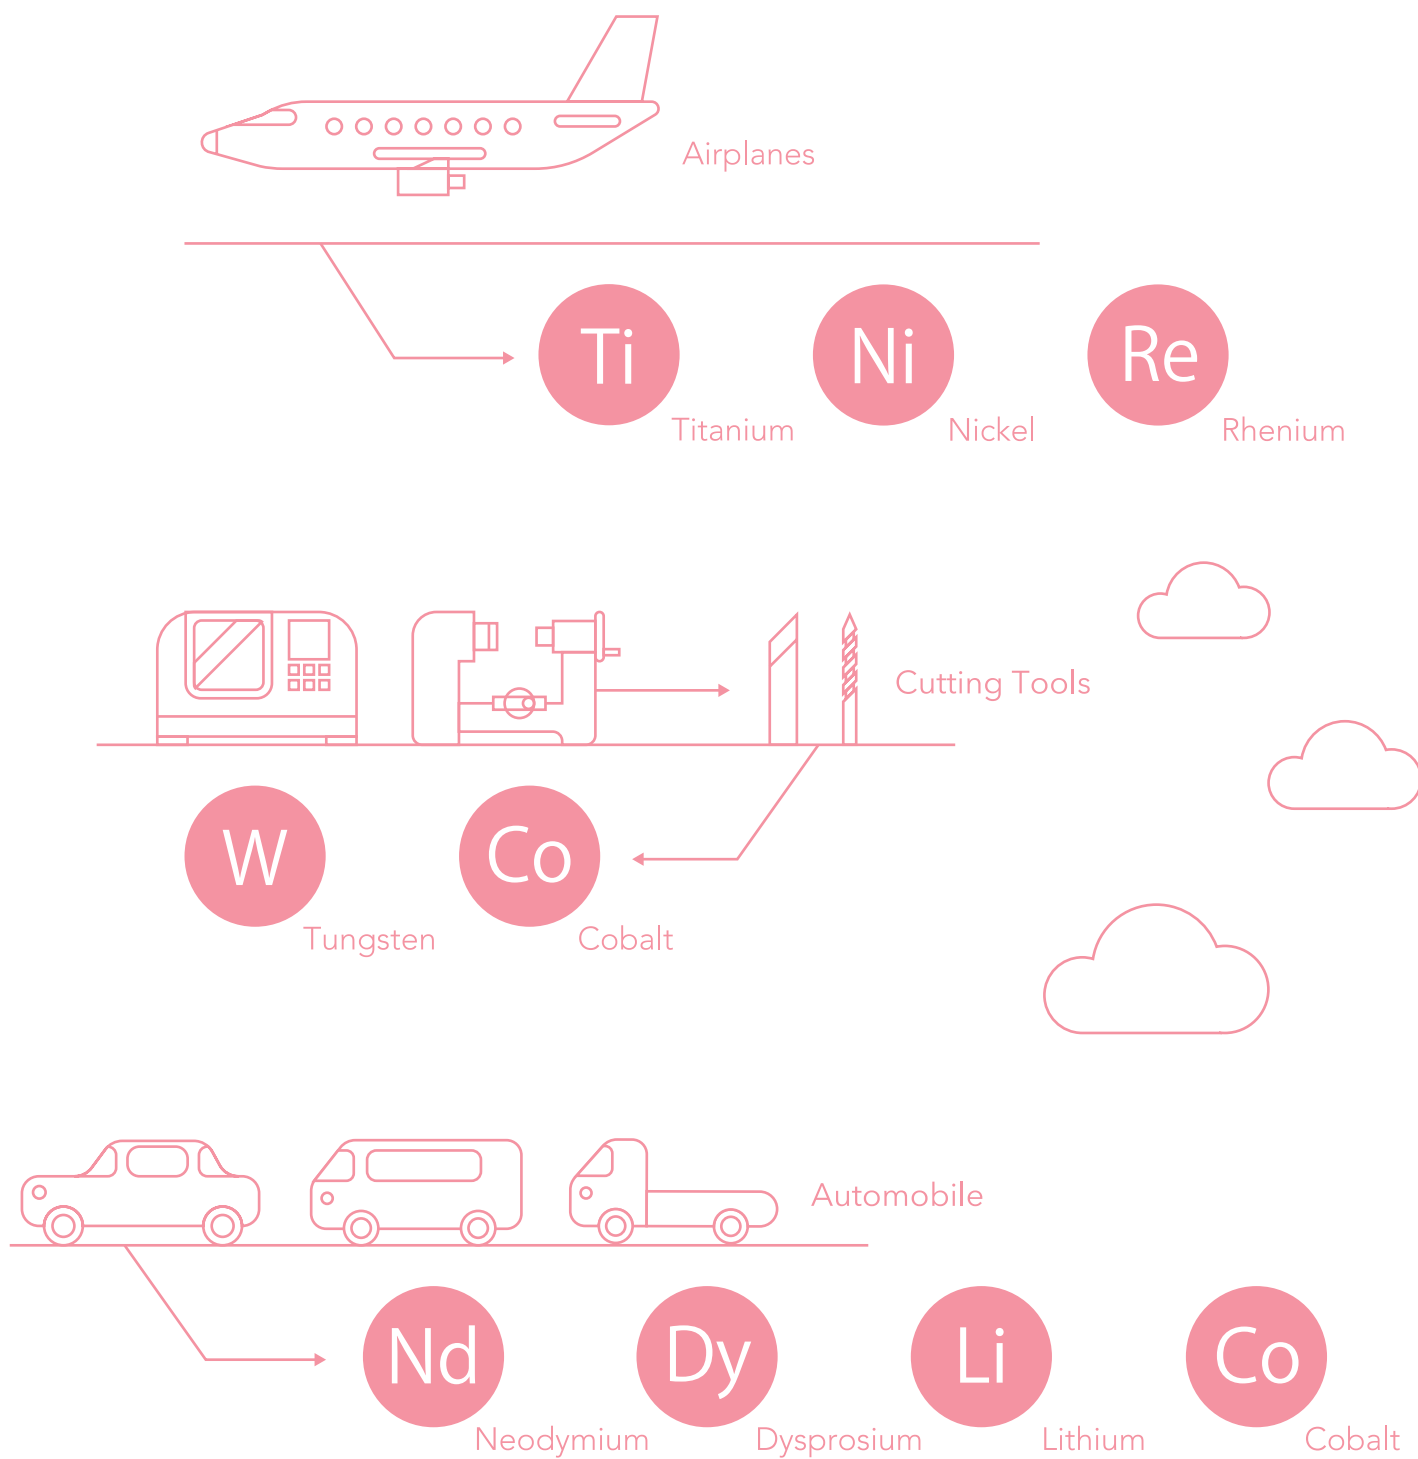 Airplanes
Ti
Titanium
Ni
Nickel
Re
Rhenium
Cutting Tools
W
Tungsten
Co
Cobalt
Automobile
Nd
Neodymium
Dy
Dysprosium
Li
Lithium
Co
Cobalt